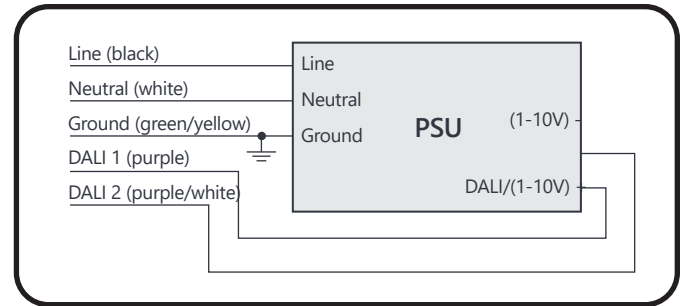 Line (black)
Neutral (white)
Ground (green/yellow)
DALI 1 (purple)
DALI 2 (purple/white)
Line
Neutral
Ground
PSU
(1-10V)
DALI/(1-10V)